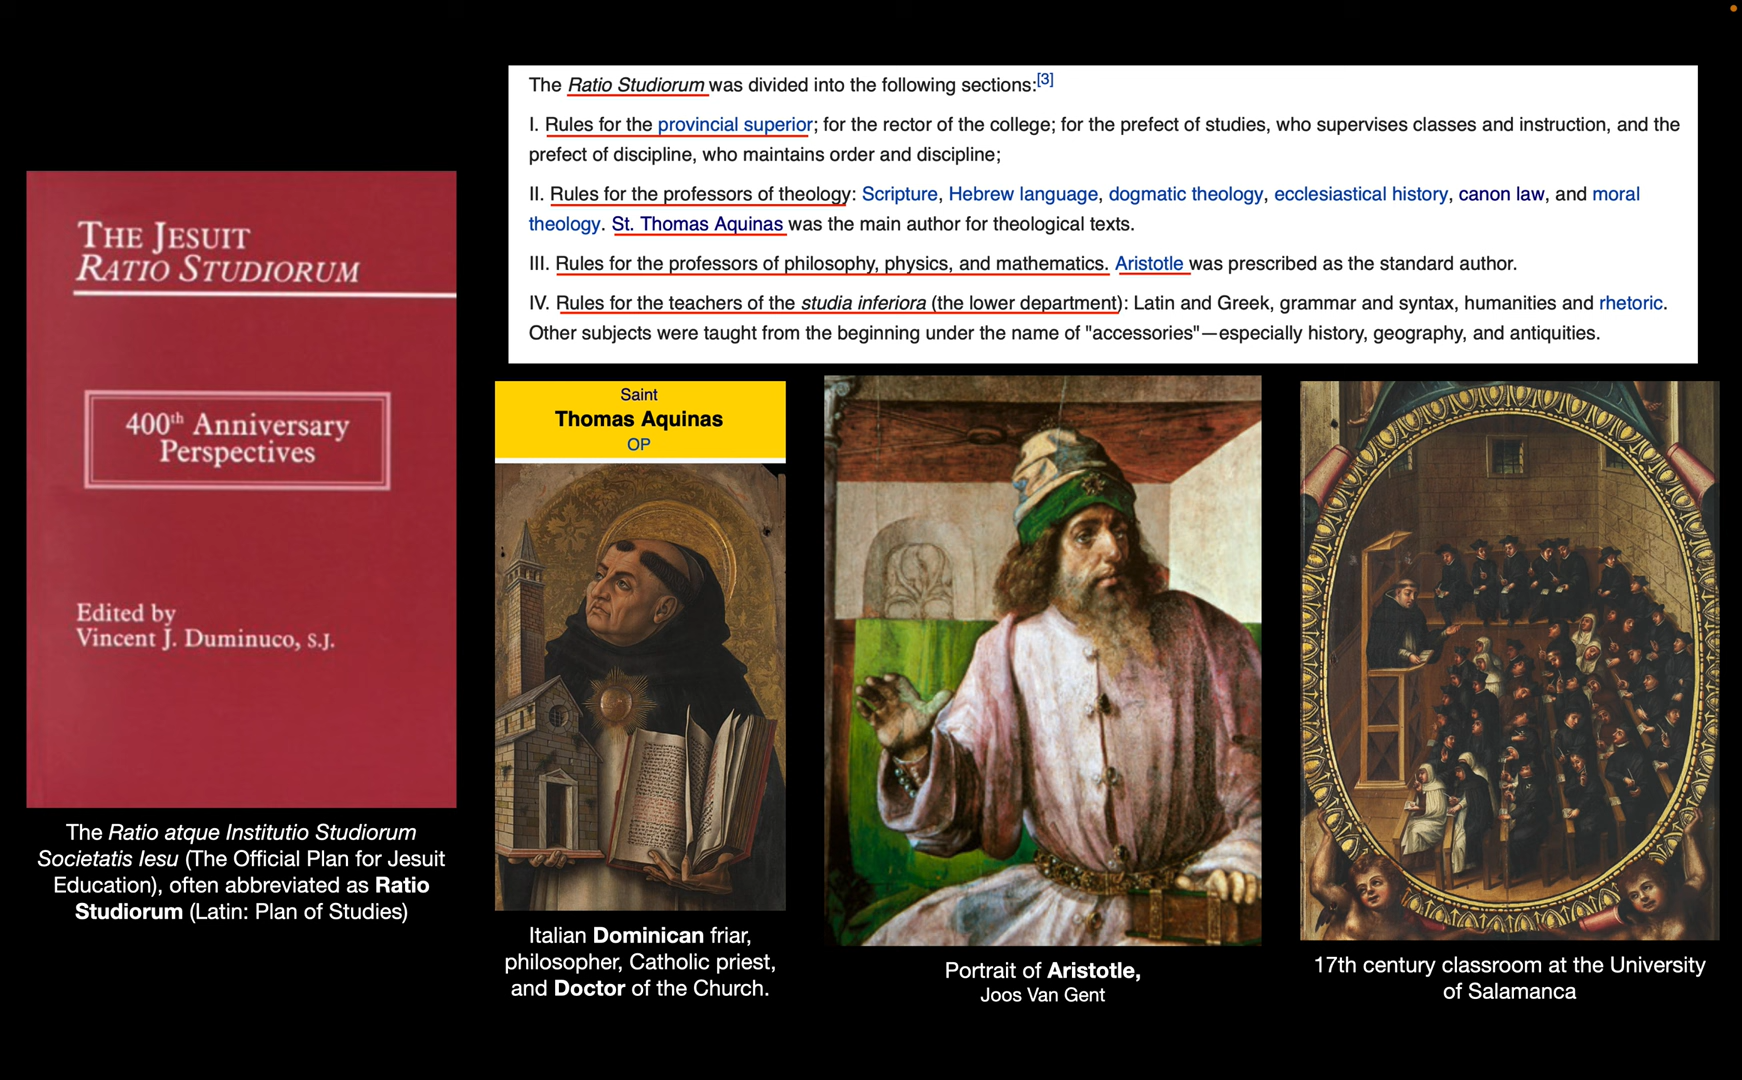 THE JESUIT
RATIO STUDIORUM
400th Anniversary
Perspectives
Edited by
Vincent J. Duminuco, S.J.
The Ratio atque Institutio Studiorum
Societatis Iesu (The Official Plan for Jesuit
Education), often abbreviated as Ratio
Studiorum (Latin: Plan of Studies)
The Ratio Studiorum was divided into the following sections:[3]
I. Rules for the provincial superior; for the rector of the college; for the prefect of studies, who supervises classes and instruction, and the
prefect of discipline, who maintains order and discipline;
II. Rules for the professors of theology: Scripture, Hebrew language, dogmatic theology, ecclesiastical history, canon law, and moral
theology. St. Thomas Aquinas was the main author for theological texts.
III. Rules for the professors of philosophy, physics, and mathematics. Aristotle was prescribed as the standard author.
IV. Rules for the teachers of the studia inferiora (the lower department): Latin and Greek, grammar and syntax, humanities and rhetoric.
Other subjects were taught from the beginning under the name of "accessories"—especially history, geography, and antiquities.
Saint
Thomas Aquinas
OP
Italian Dominican friar,
philosopher, Catholic priest,
and Doctor of the Church.
Portrait of Aristotle,
Joos Van Gent
17th century classroom at the University
of Salamanca